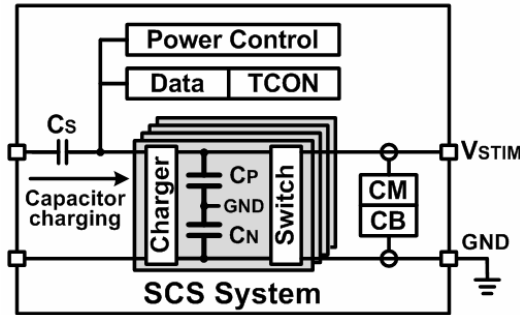 Power Control
Data TCON
CS
VSTIM
Capacitor
charging
Charger
CP
GND
CN
Switch
CM
CB
GND
SCS System